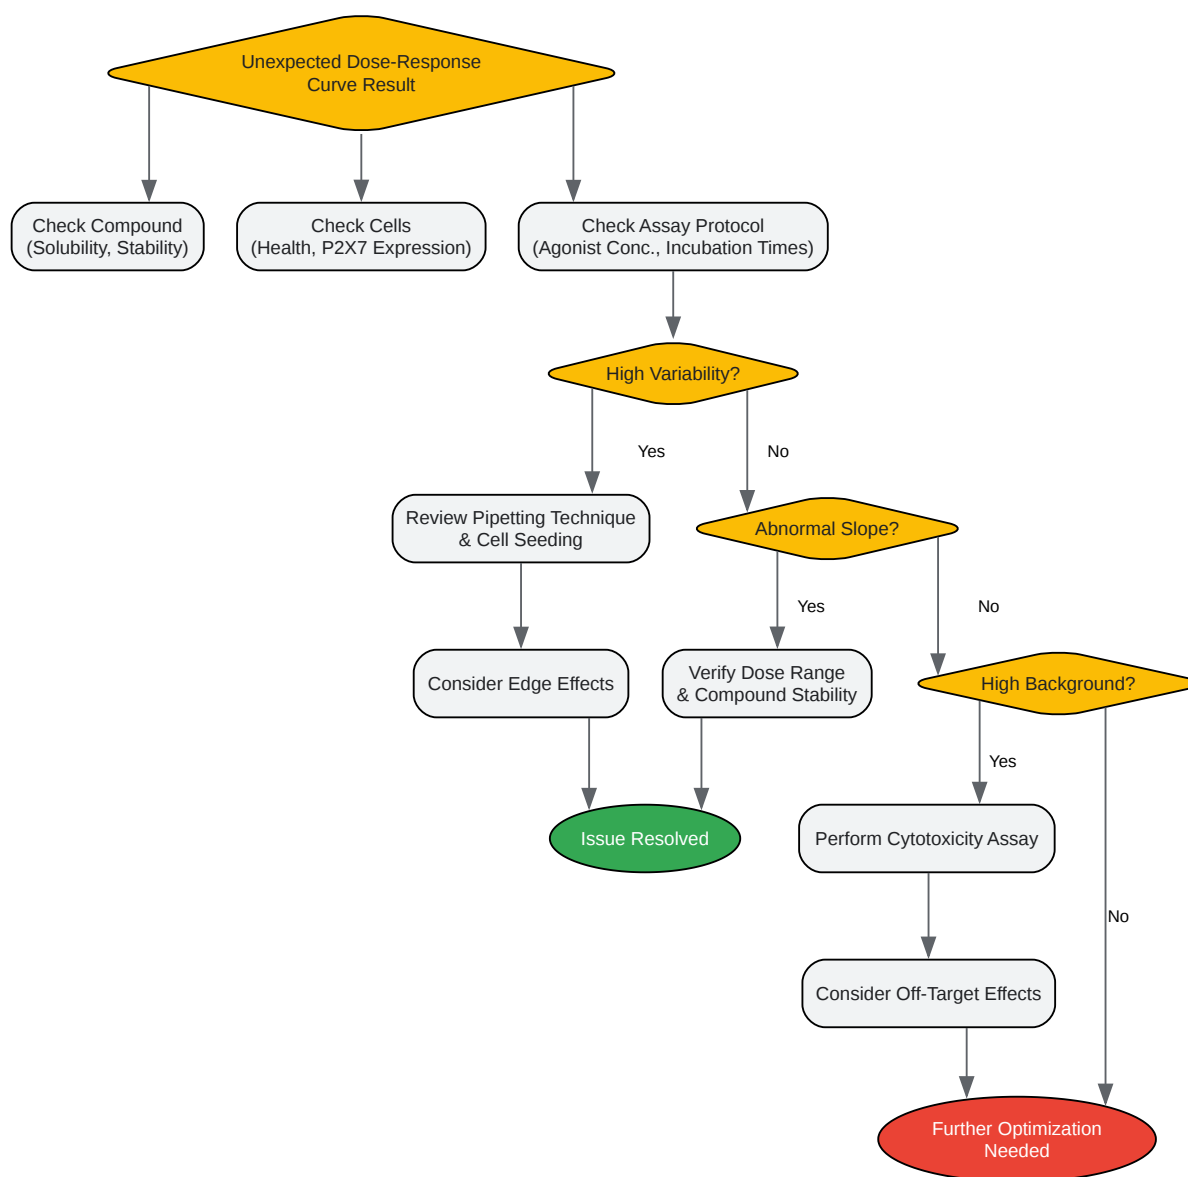 Unexpected Dose-Response
Curve Result
Check Compound
(Solubility, Stability)
Check Cells
(Health, P2X7 Expression)
Check Assay Protocol
(Agonist Conc., Incubation Times)
High Variability?
Yes
No
Review Pipetting Technique
& Cell Seeding
Abnormal Slope?
Yes
No
Consider Edge Effects
Verify Dose Range
& Compound Stability
High Background?
Yes
Issue Resolved
Perform Cytotoxicity Assay
No
Consider Off-Target Effects
Further Optimization
Needed